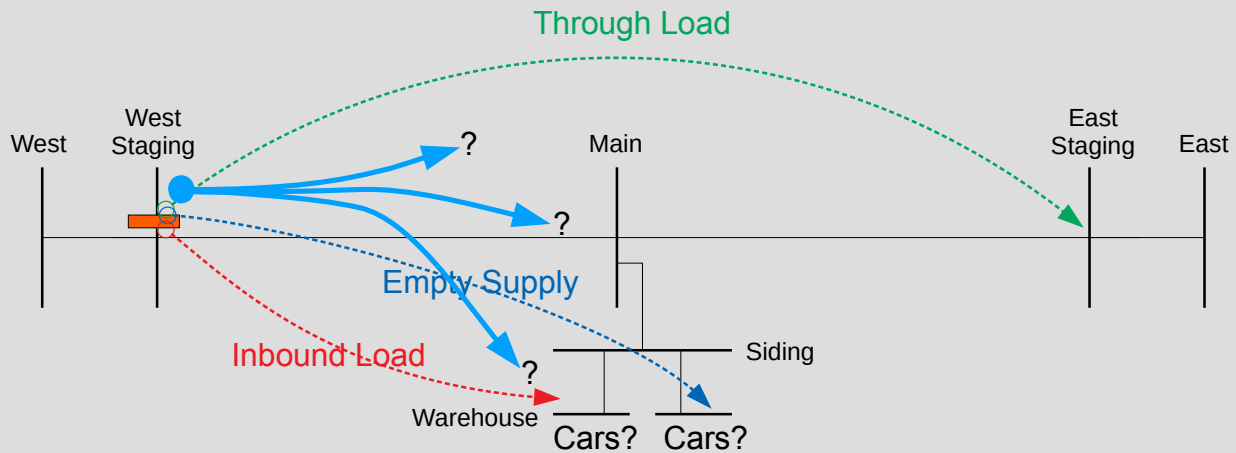 Through Load
West
West
Staging
?
Main
East
Staging
East
?
Empty Supply
Inbound Load
?
Siding
Warehouse
Cars?
Cars?